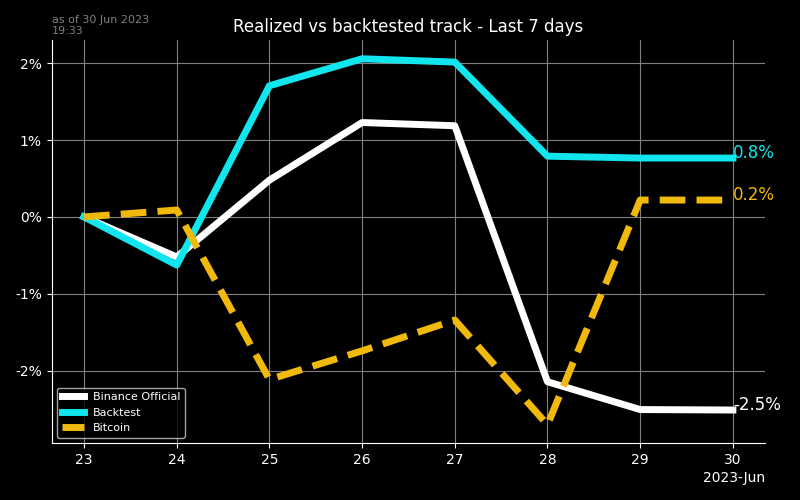 as of 30 Jun 2023
19:33
Realized vs backtested track - Last 7 days
2%
1%
0%
-1%
-2%
0.8%
0.2%
-2.5%
Binance Official
Backtest
Bitcoin
23 24 25 26 27 28 29 30
2023-Jun